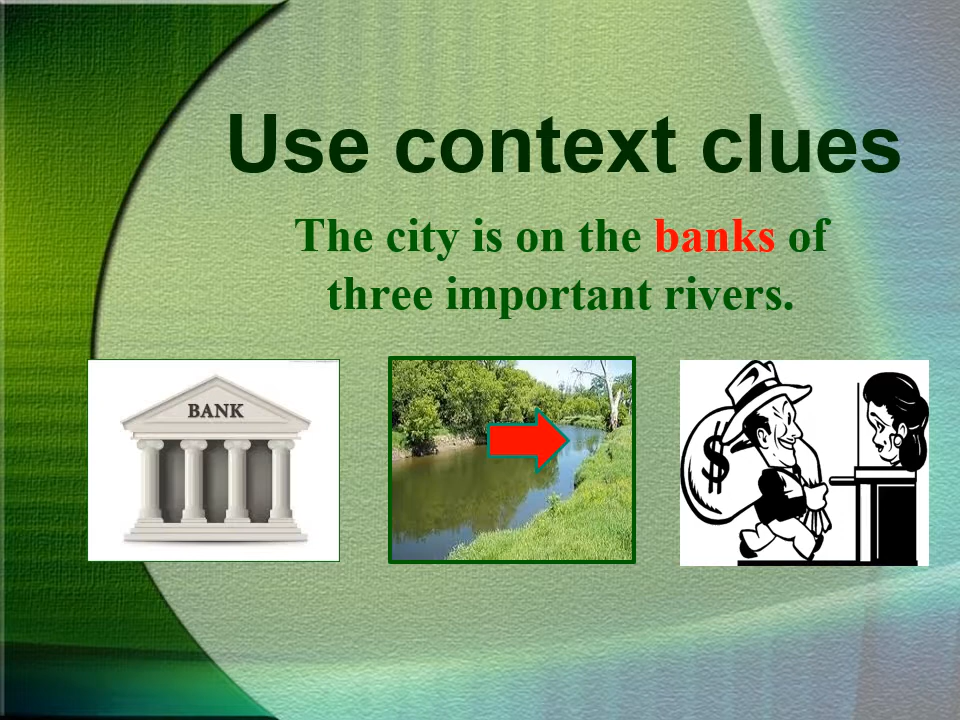 Use context clues
The city is on the banks of
three important rivers.
BANK
$